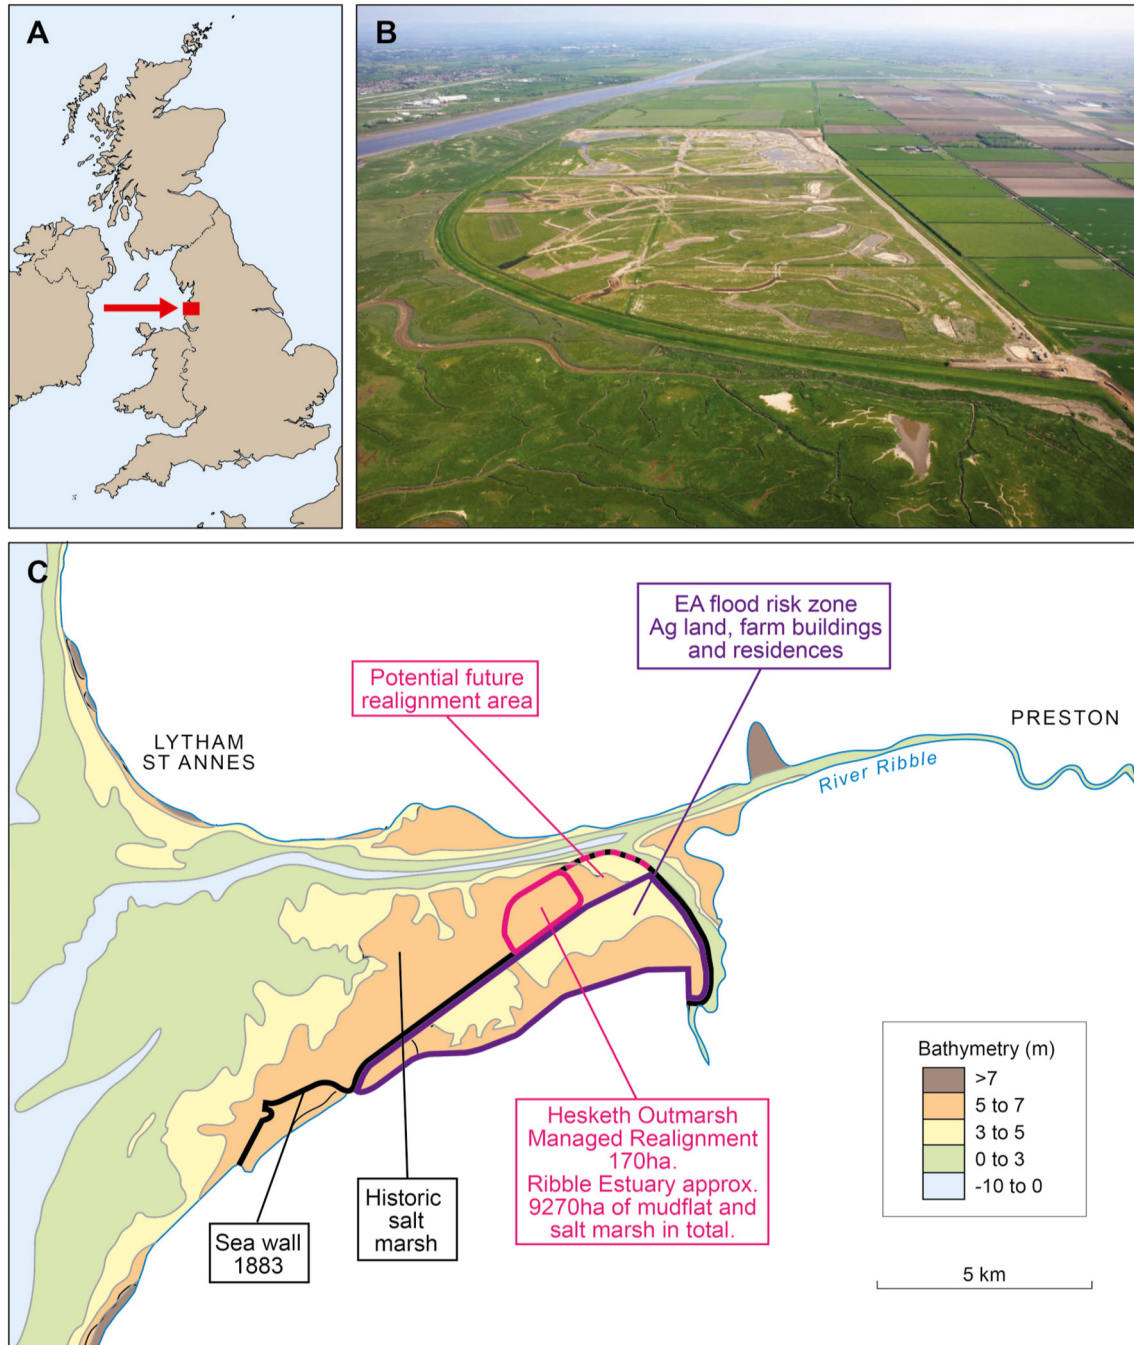 A
B
C
EA flood risk zone
Ag land, farm buildings
and residences
Potential future
realignment area
PRESTON
LYTHAM
ST ANNES
River Ribble
Bathymetry (m)
>7
5 to 7
3 to 5
0 to 3
-10 to 0
Hesketh Outmarsh
Managed Realignment
170ha.
Ribble Estuary approx.
9270ha of mudflat and
salt marsh in total.
Historic
salt
marsh
Sea wall
1883
5 km